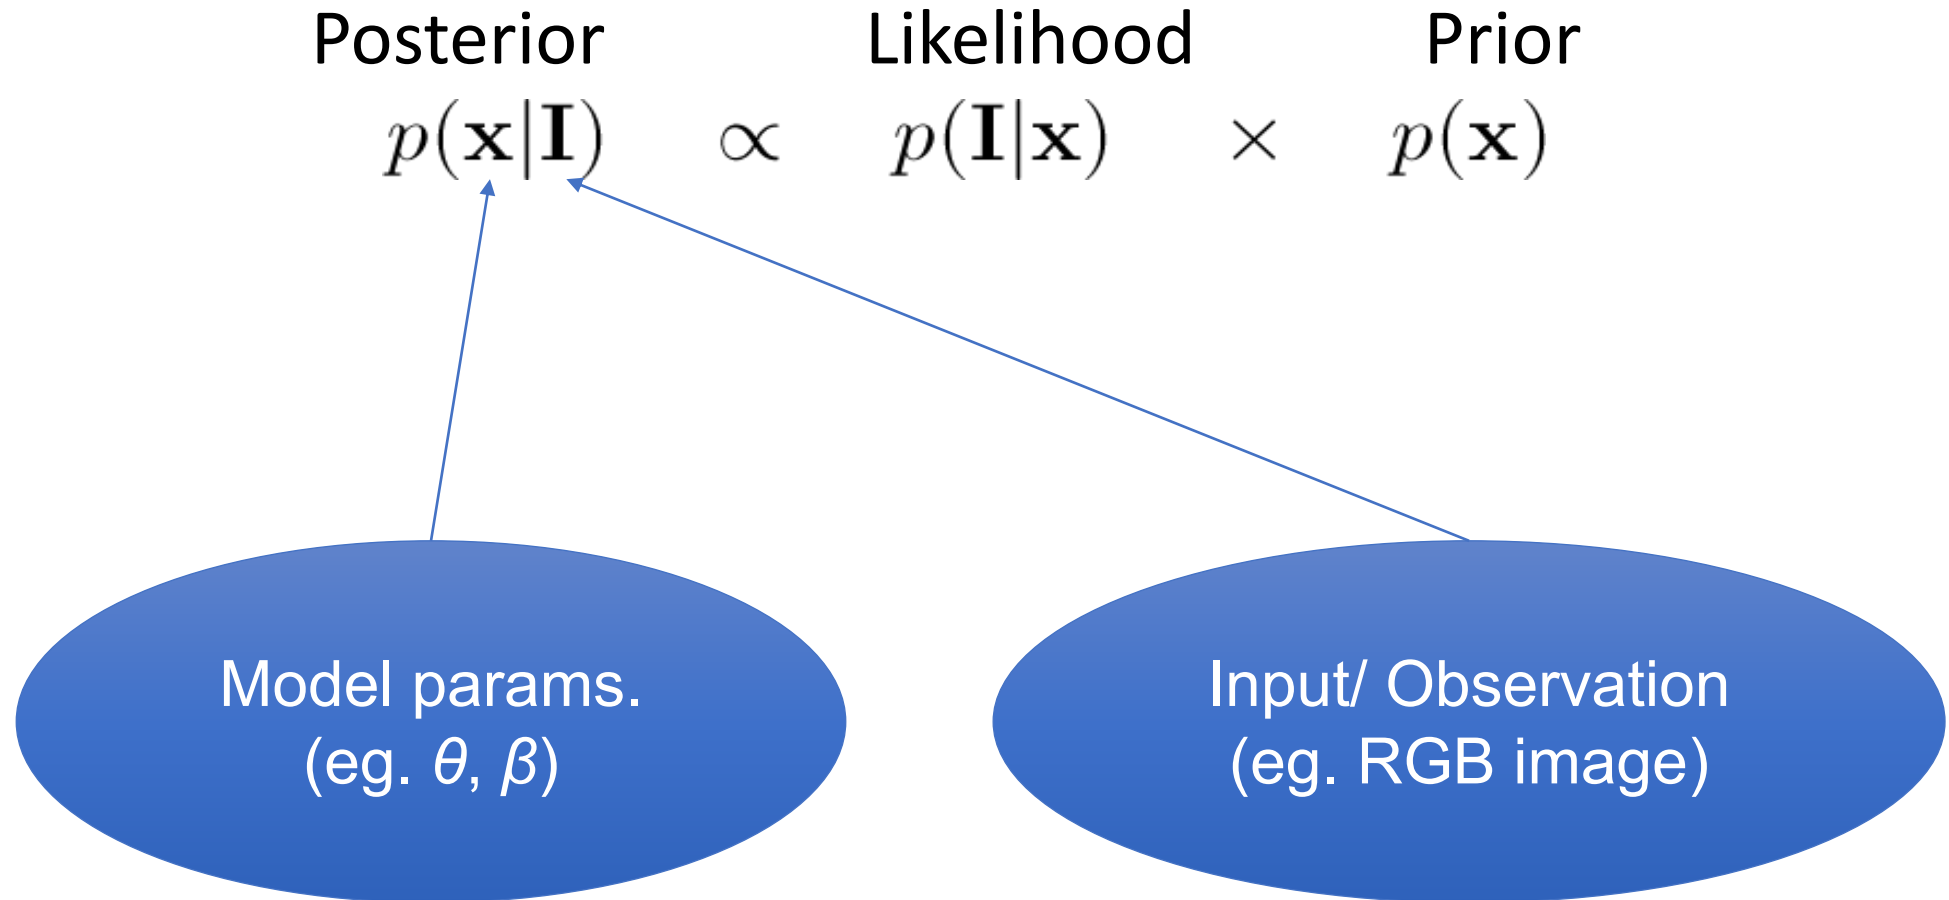 Posterior Likelihood Prior
p(x|I) ∝ p(I|x) × p(x)
Model params.
(eg. θ, β)
Input/ Observation
(eg. RGB image)